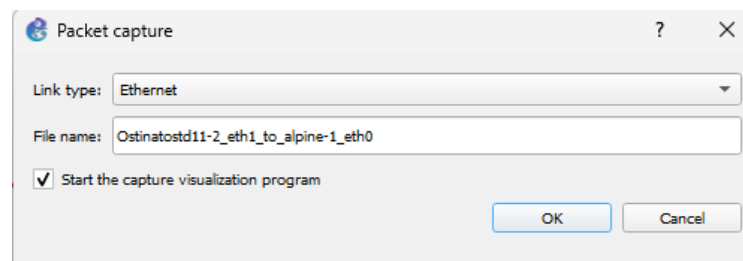 Packet capture ? ×
Link type: Ethernet
File name: Ostinatostd11-2_eth1_to_alpine-1_eth0
Start the capture visualization program
OK Cancel